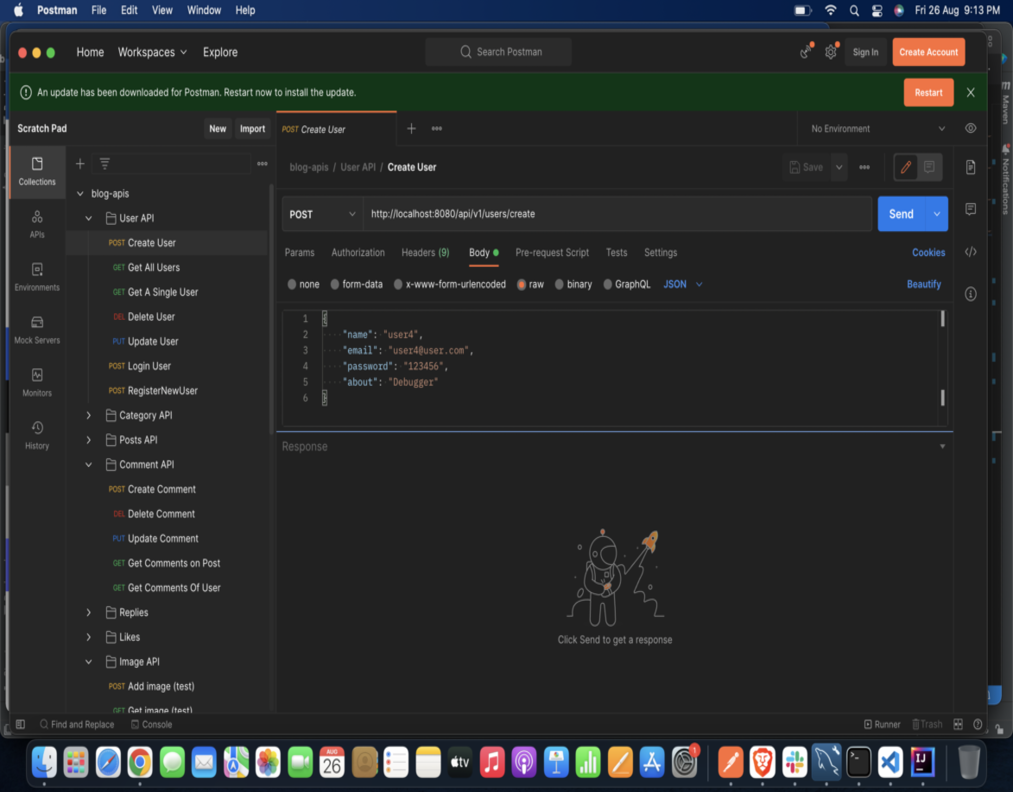 Postman File Edit View Window Help Fri 26 Aug 9:13 PM
Home Workspaces Explore Search Postman Sign In Create Account
An update has been downloaded for Postman. Restart now to install the update. Restart
Scratch Pad New Import POST Create User No Environment
Collections
APIs
Environments
Mock Servers
Monitors
History
blog-apis
User API
POST Create User
GET Get All Users
GET Get A Single User
DEL Delete User
PUT Update User
POST Login User
POST RegisterNewUser
Category API
Posts API
Comment API
POST Create Comment
DEL Delete Comment
PUT Update Comment
GET Get Comments on Post
GET Get Comments Of User
Replies
Likes
Image API
POST Add image (test)
GET Get image (test)
blog-apis / User API / Create User Save
POST http://localhost:8080/api/v1/users/create Send
Params Authorization Headers (9) Body Pre-request Script Tests Settings Cookies
none form-data x-www-form-urlencoded raw binary GraphQL JSON Beautify
1 {
2 "name": "user4",
3 "email": "user4@user.com",
4 "password": "123456",
5 "about": "Debugger"
6 }
Response
Click Send to get a response
Find and Replace Console Runner Trash
Maven
Notifications
AUG
26
tv
1
IJ